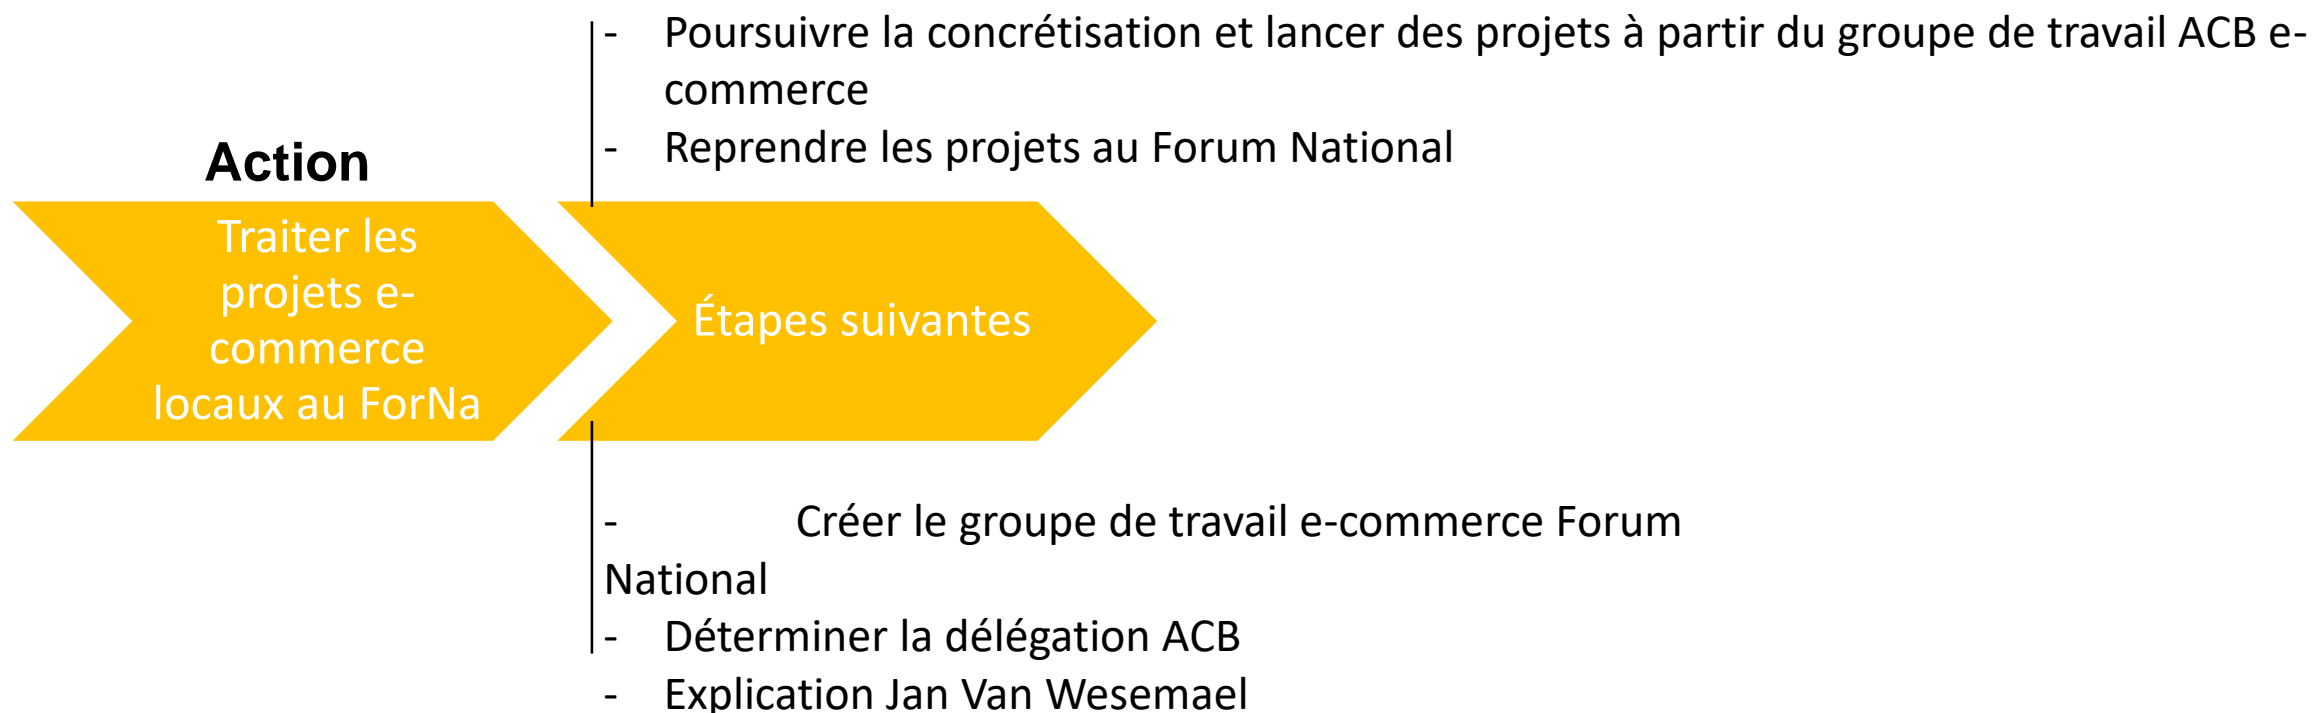 - Poursuivre la concrétisation et lancer des projets à partir du groupe de travail ACB e-
commerce
- Reprendre les projets au Forum National
Action
Traiter les
projets e-
commerce
locaux au ForNa
Étapes suivantes
- Créer le groupe de travail e-commerce Forum
National
- Déterminer la délégation ACB
- Explication Jan Van Wesemael